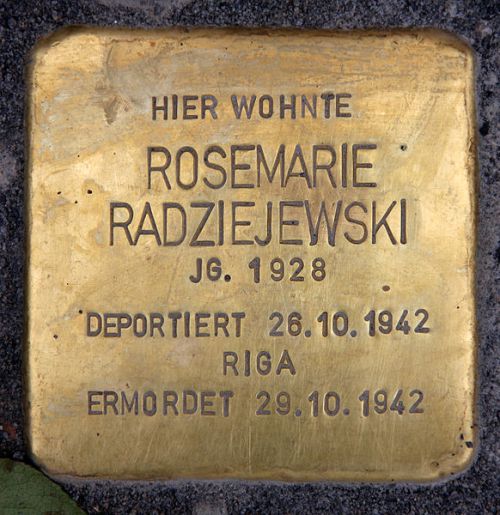 HIER WOHNTE
ROSEMARIE
RADZIEJEWSKI
JG. 1928
DEPORTIERT 26.10.1942
RIGA
ERMORDET 29.10.1942